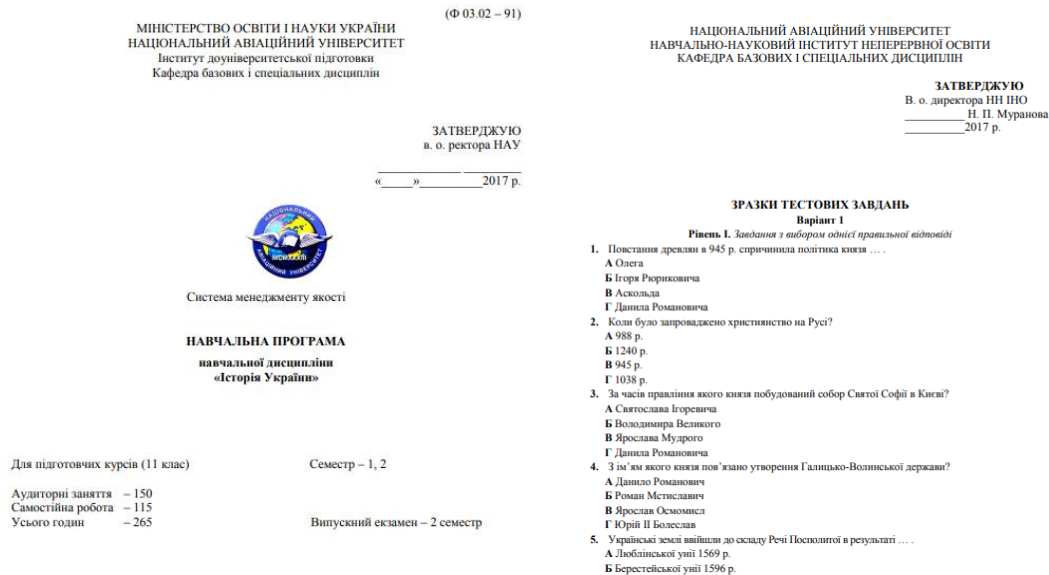 (Ф 03.02 – 91)
МІНІСТЕРСТВО ОСВІТИ І НАУКИ УКРАЇНИ
НАЦІОНАЛЬНИЙ АВІАЦІЙНИЙ УНІВЕРСИТЕТ
Інститут доуніверситетської підготовки
Кафедра базових і спеціальних дисциплін
ЗАТВЕРДЖУЮ
в. о. ректора НАУ
______________ _________
«_____»__________2017 р.
НАЦІОНАЛЬНИЙ
MCMXXXIII
АВІАЦІЙНИЙ УНІВЕРСИТЕТ
Система менеджменту якості
НАВЧАЛЬНА ПРОГРАМА
навчальної дисципліни
«Історія України»
Для підготовчих курсів (11 клас) Семестр – 1, 2
Аудиторні заняття – 150
Самостійна робота – 115
Усього годин – 265 Випускний екзамен – 2 семестр
НАЦІОНАЛЬНИЙ АВІАЦІЙНИЙ УНІВЕРСИТЕТ
НАВЧАЛЬНО-НАУКОВИЙ ІНСТИТУТ НЕПЕРЕРВНОЇ ОСВІТИ
КАФЕДРА БАЗОВИХ І СПЕЦІАЛЬНИХ ДИСЦИПЛІН
ЗАТВЕРДЖУЮ
В. о. директора НН ІНО
__________ Н. П. Муранова
__________2017 р.
ЗРАЗКИ ТЕСТОВИХ ЗАВДАНЬ
Варіант 1
Рівень І. Завдання з вибором однієї правильної відповіді
1. Повстання древлян в 945 р. спричинила політика князя … .
А Олега
Б Ігоря Рюриковича
В Аскольда
Г Данила Романовича
2. Коли було запроваджено християнство на Русі?
А 988 р.
Б 1240 р.
В 945 р.
Г 1038 р.
3. За часів правління якого князя побудований собор Святої Софії в Києві?
А Святослава Ігоревича
Б Володимира Великого
В Ярослава Мудрого
Г Данила Романовича
4. З ім’ям якого князя пов’язано утворення Галицько-Волинської держави?
А Данило Романович
Б Роман Мстиславич
В Ярослав Осмомисл
Г Юрій ІІ Болеслав
5. Українські землі ввійшли до складу Речі Посполитої в результаті … .
А Люблінської унії 1569 р.
Б Берестейської унії 1596 р.